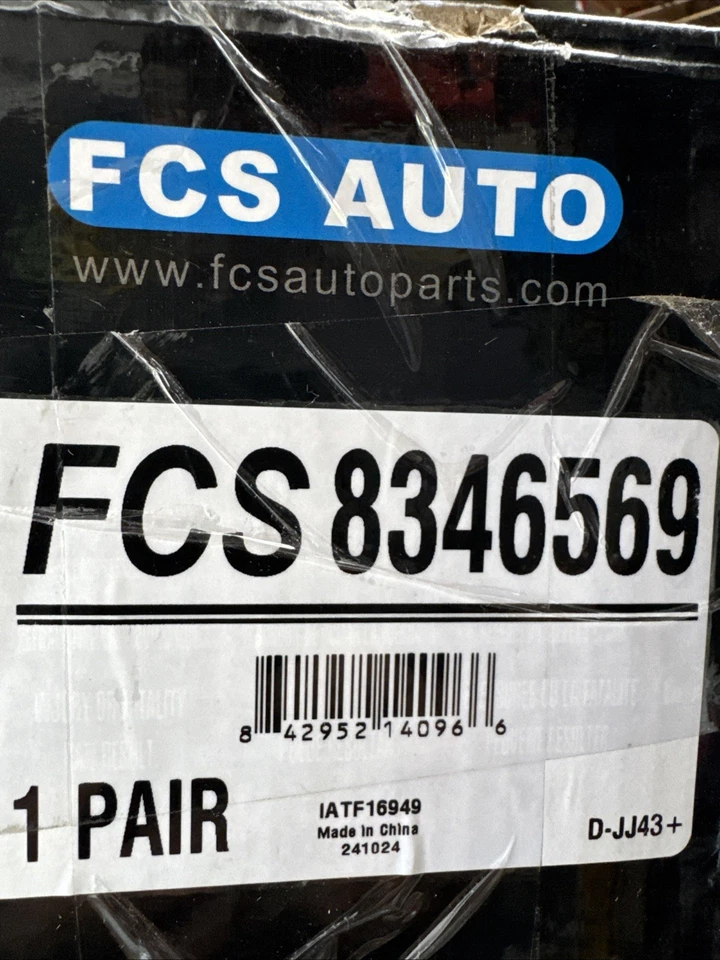 FCS AUTO
www.fcsautoparts.com
FCS 8346569
8 42952 14096 6
1 PAIR
IATF16949
Made in China
241024
D-JJ43+